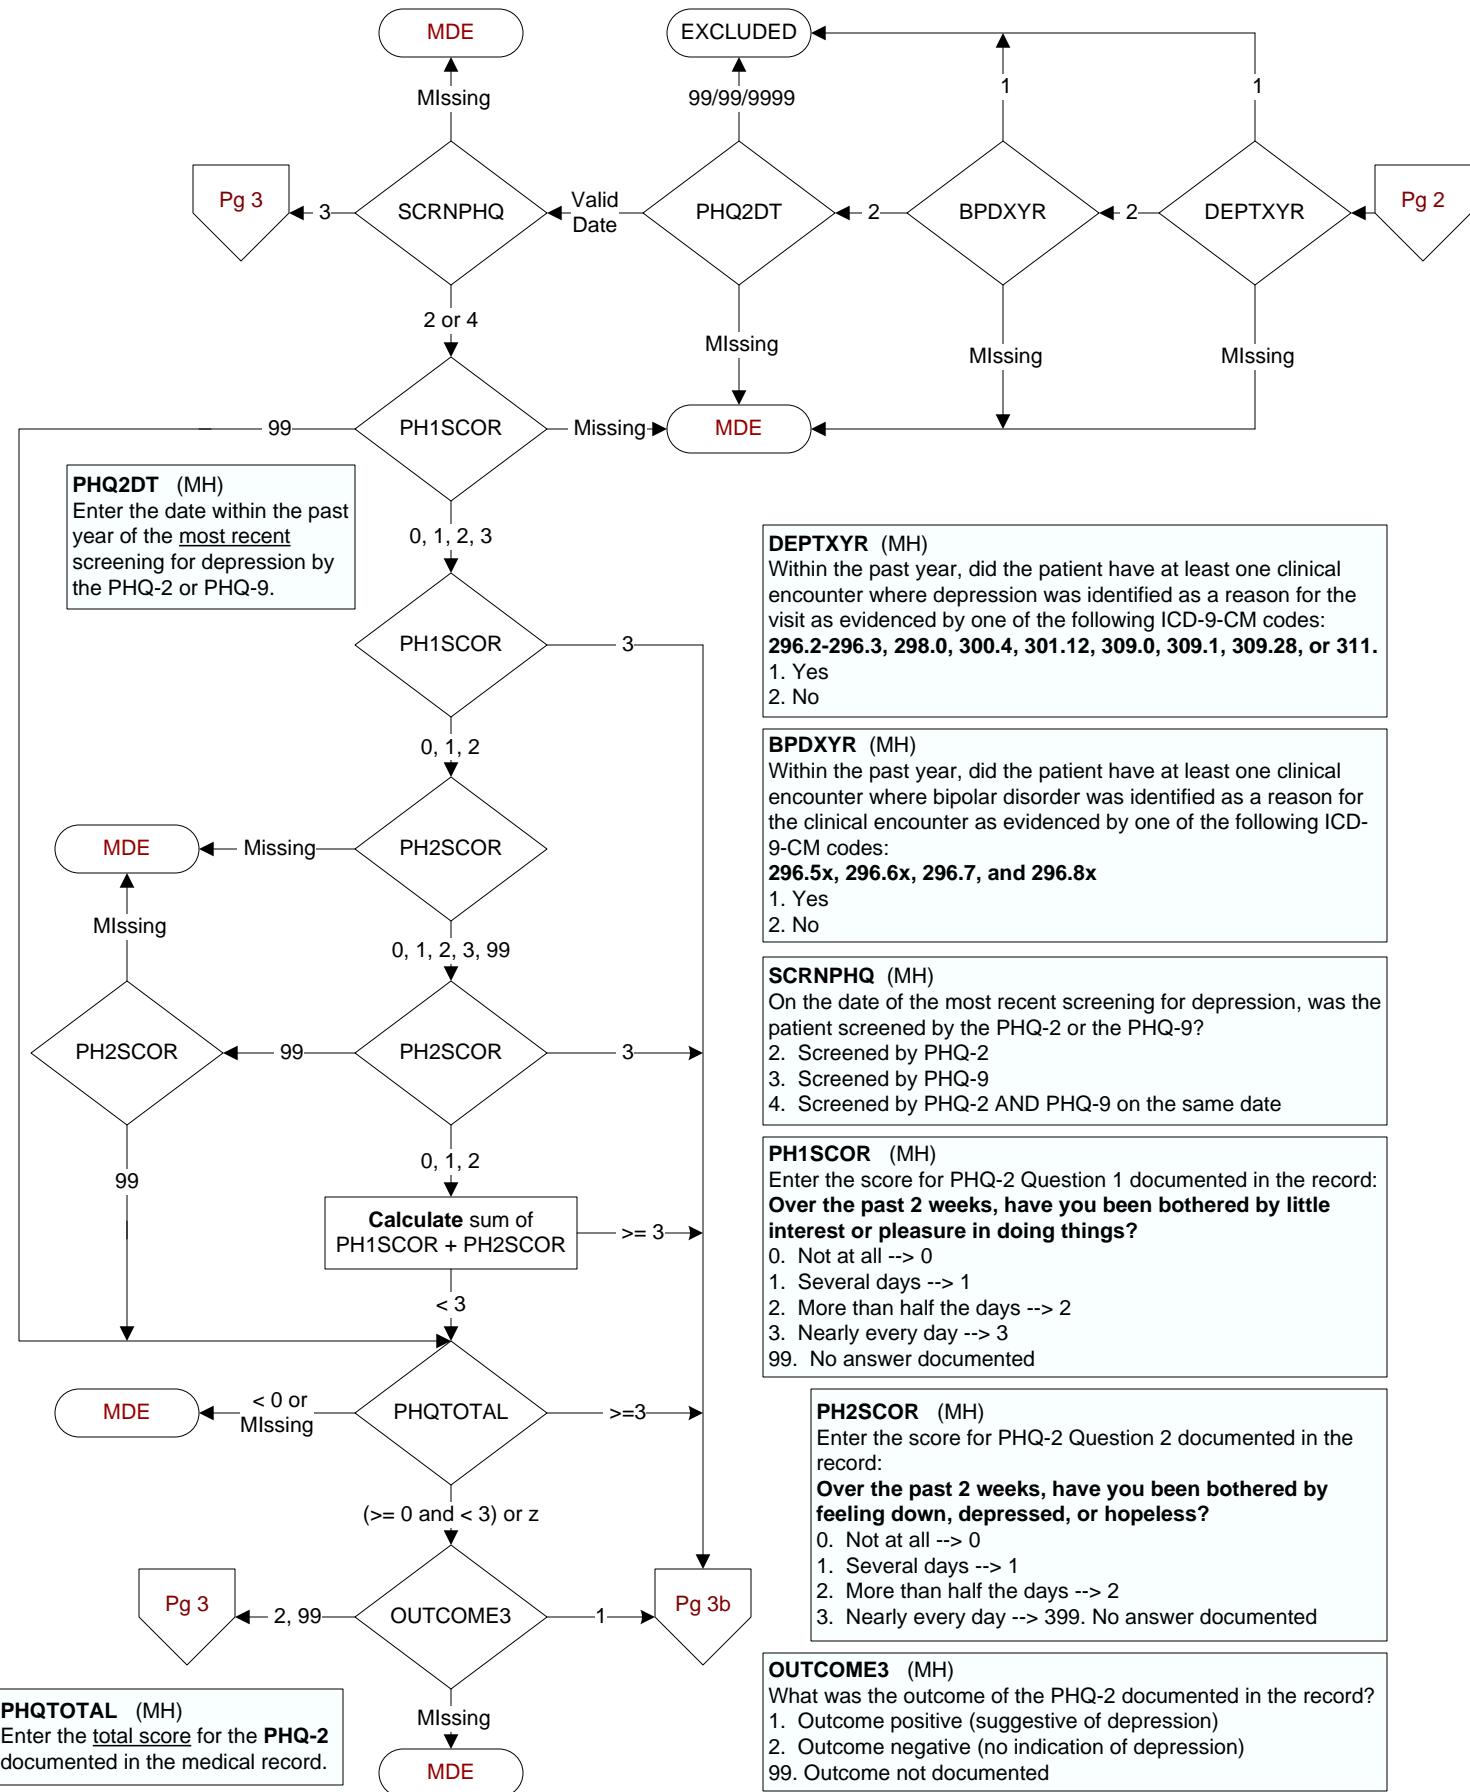 MDE
EXCLUDED
MIssing
99/99/9999
1
1
Pg 3
3
SCRNPHQ
Valid
Date
PHQ2DT
2
BPDXYR
2
DEPTXYR
Pg 2
2 or 4
MIssing
MIssing
MIssing
99
PH1SCOR
Missing
MDE
PHQ2DT (MH)
Enter the date within the past
year of the most recent
screening for depression by
the PHQ-2 or PHQ-9.
0, 1, 2, 3
PH1SCOR
3
DEPTXYR (MH)
Within the past year, did the patient have at least one clinical
encounter where depression was identified as a reason for the
visit as evidenced by one of the following ICD-9-CM codes:
296.2-296.3, 298.0, 300.4, 301.12, 309.0, 309.1, 309.28, or 311.
1. Yes
2. No
0, 1, 2
MDE
Missing
PH2SCOR
BPDXYR (MH)
Within the past year, did the patient have at least one clinical
encounter where bipolar disorder was identified as a reason for
the clinical encounter as evidenced by one of the following ICD-
9-CM codes:
296.5x, 296.6x, 296.7, and 296.8x
1. Yes
2. No
MIssing
0, 1, 2, 3, 99
PH2SCOR
99
PH2SCOR
3
SCRNPHQ (MH)
On the date of the most recent screening for depression, was the
patient screened by the PHQ-2 or the PHQ-9?
2. Screened by PHQ-2
3. Screened by PHQ-9
4. Screened by PHQ-2 AND PHQ-9 on the same date
99
0, 1, 2
Calculate sum of
PH1SCOR + PH2SCOR
>= 3
< 3
PH1SCOR (MH)
Enter the score for PHQ-2 Question 1 documented in the record:
Over the past 2 weeks, have you been bothered by little
interest or pleasure in doing things?
0. Not at all --> 0
1. Several days --> 1
2. More than half the days --> 2
3. Nearly every day --> 3
99. No answer documented
MDE
< 0 or
MIssing
PHQTOTAL
>=3
PH2SCOR (MH)
Enter the score for PHQ-2 Question 2 documented in the
record:
Over the past 2 weeks, have you been bothered by
feeling down, depressed, or hopeless?
0. Not at all --> 0
1. Several days --> 1
2. More than half the days --> 2
3. Nearly every day --> 399. No answer documented
(>= 0 and < 3) or z
Pg 3
2, 99
OUTCOME3
1
Pg 3b
OUTCOME3 (MH)
What was the outcome of the PHQ-2 documented in the record?
1. Outcome positive (suggestive of depression)
2. Outcome negative (no indication of depression)
99. Outcome not documented
PHQTOTAL (MH)
Enter the total score for the PHQ-2
documented in the medical record.
MIssing
MDE